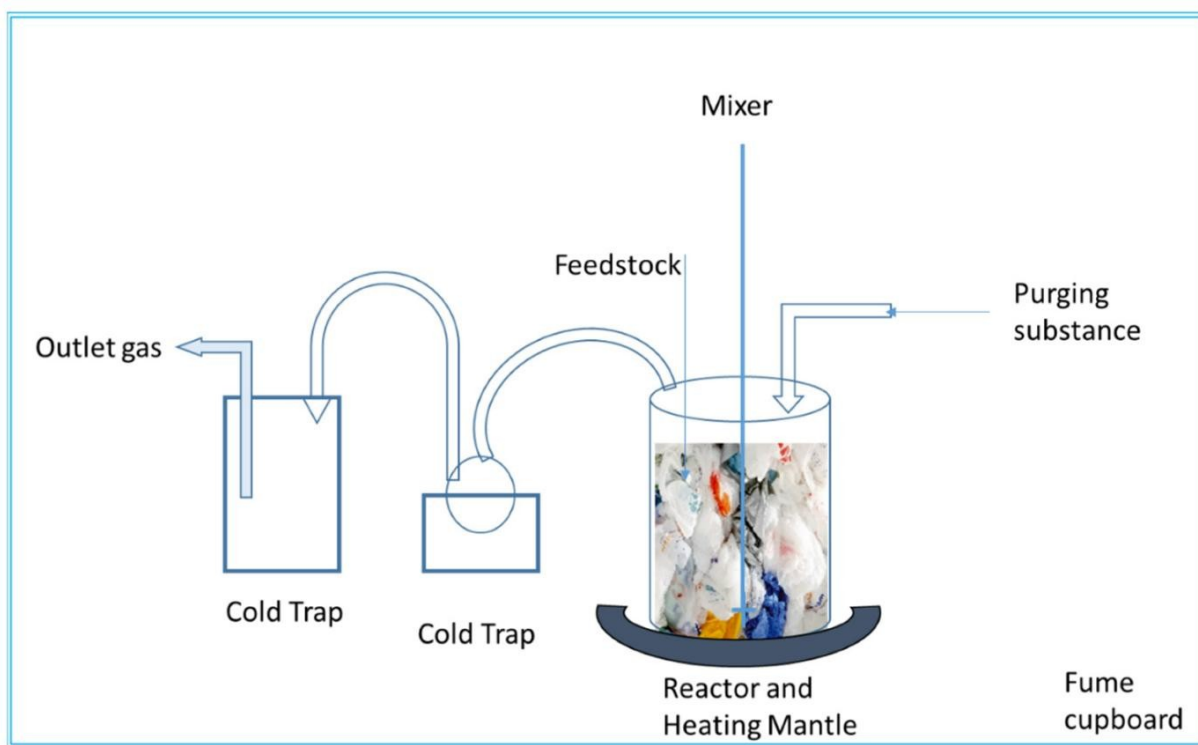 Mixer
Feedstock
Purging
substance
Outlet gas
Cold Trap
Cold Trap
Reactor and
Heating Mantle
Fume
cupboard